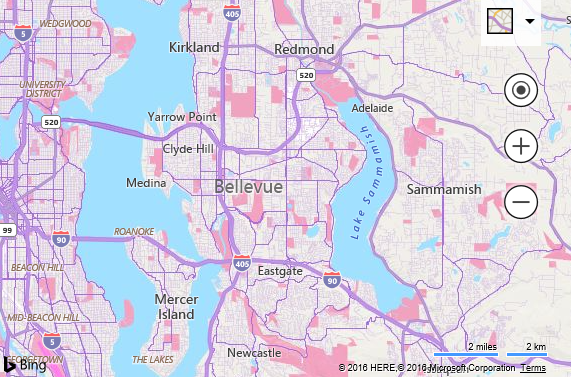 WEDGWOOD
405
5
Kirkland
Redmond
520
UNIVERSITY
DISTRICT
Adelaide
520
Yarrow Point
Clyde Hill
Lake Sammamish
Medina
Bellevue
Sammamish
99
ROANOKE
90
405
BEACON HILL
Eastgate
90
Mercer
Island
MID-BEACON HILL
5
Newcastle
2 miles
2 km
GEORGETOWN
THE LAKES
Bing
© 2016 HERE,© 2016 Microsoft Corporation Terms